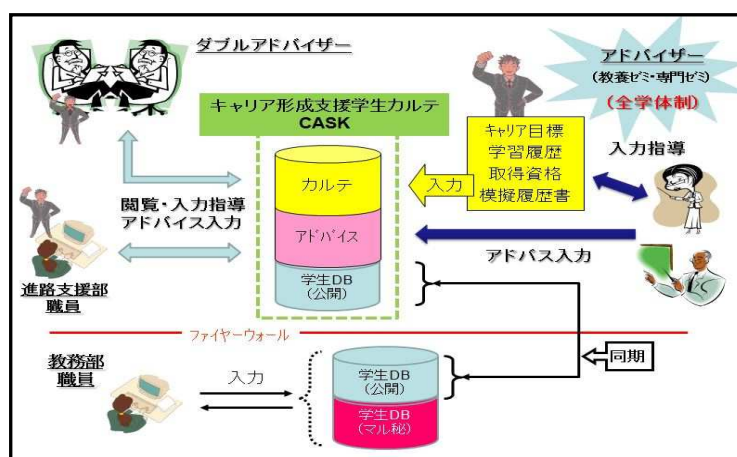 ダブルアドバイザー
アドバイザー
(教養ゼミ・専門ゼミ)
(全学体制)
キャリア形成支援学生カルテ
CASK
キャリア目標
学習履歴
取得資格
模擬履歴書
入力
入力指導
カルテ
アドバイス
学生DB
(公開)
閲覧・入力指導
アドバイス入力
アドバス入力
進路支援部
職員
ファイヤーウォール
教務部
職員
入力
学生DB
(公開)
学生DB
(マル秘)
同期